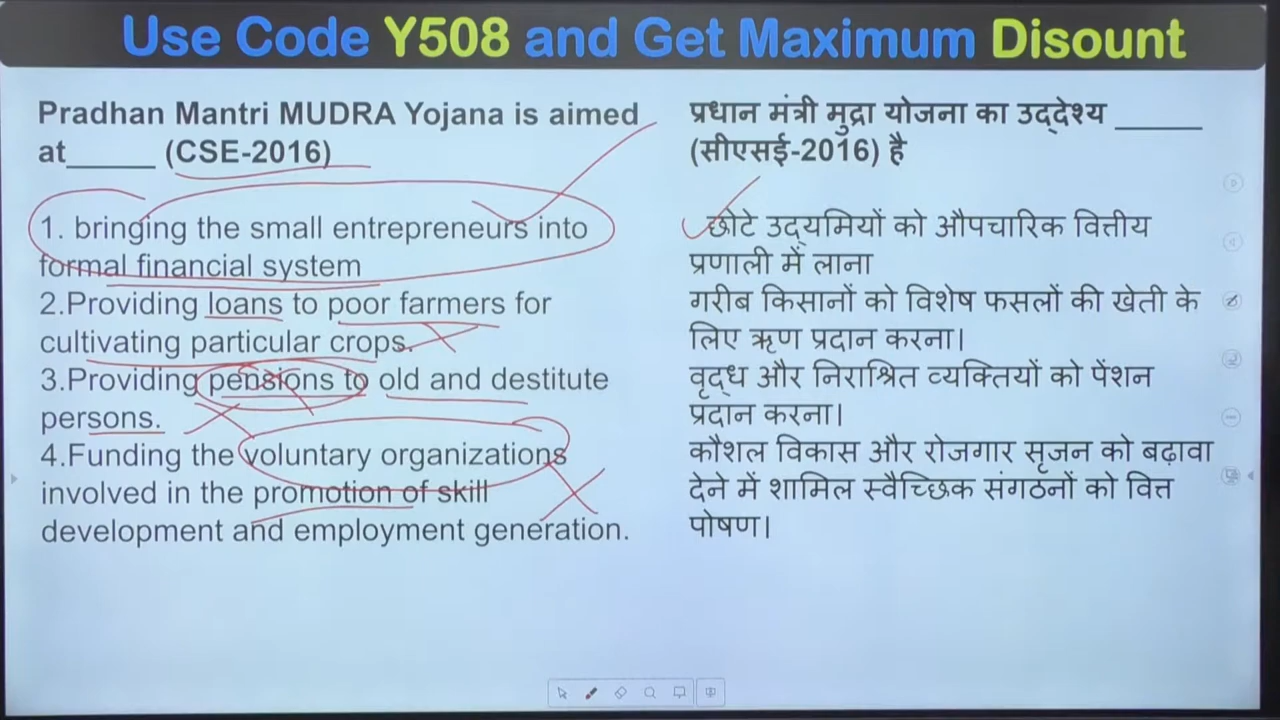 Use Code Y508 and Get Maximum Disount
Pradhan Mantri MUDRA Yojana is aimed
at______ (CSE-2016)
1. bringing the small entrepreneurs into
formal financial system
2.Providing loans to poor farmers for
cultivating particular crops.
3.Providing pensions to old and destitute
persons.
4.Funding the voluntary organizations
involved in the promotion of skill
development and employment generation.
प्रधान मंत्री मुद्रा योजना का उद्देश्य ______
(सीएसई-2016) है
छोटे उद्यमियों को औपचारिक वित्तीय
प्रणाली में लाना
गरीब किसानों को विशेष फसलों की खेती के
लिए ऋण प्रदान करना।
वृद्ध और निराश्रित व्यक्तियों को पेंशन
प्रदान करना।
कौशल विकास और रोजगार सृजन को बढ़ावा
देने में शामिल स्वैच्छिक संगठनों को वित्त
पोषण।